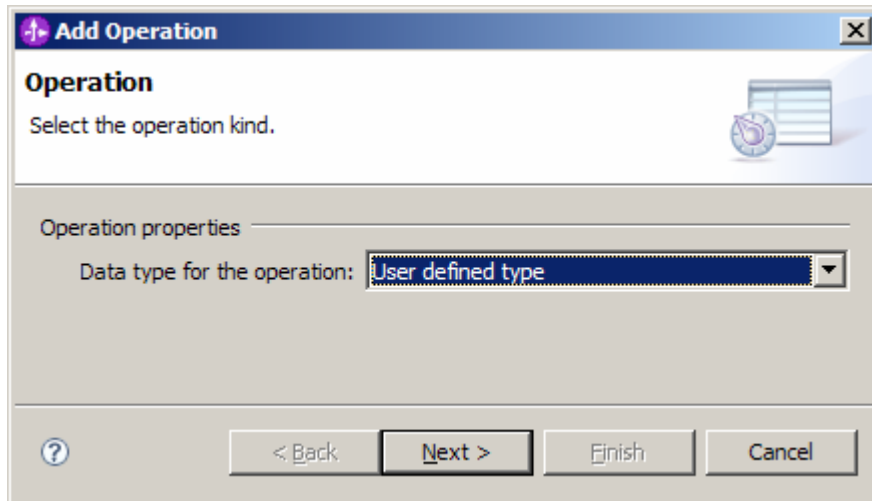 Add Operation
Operation
Select the operation kind.
Operation properties
Data type for the operation: User defined type
< Back Next > Finish Cancel